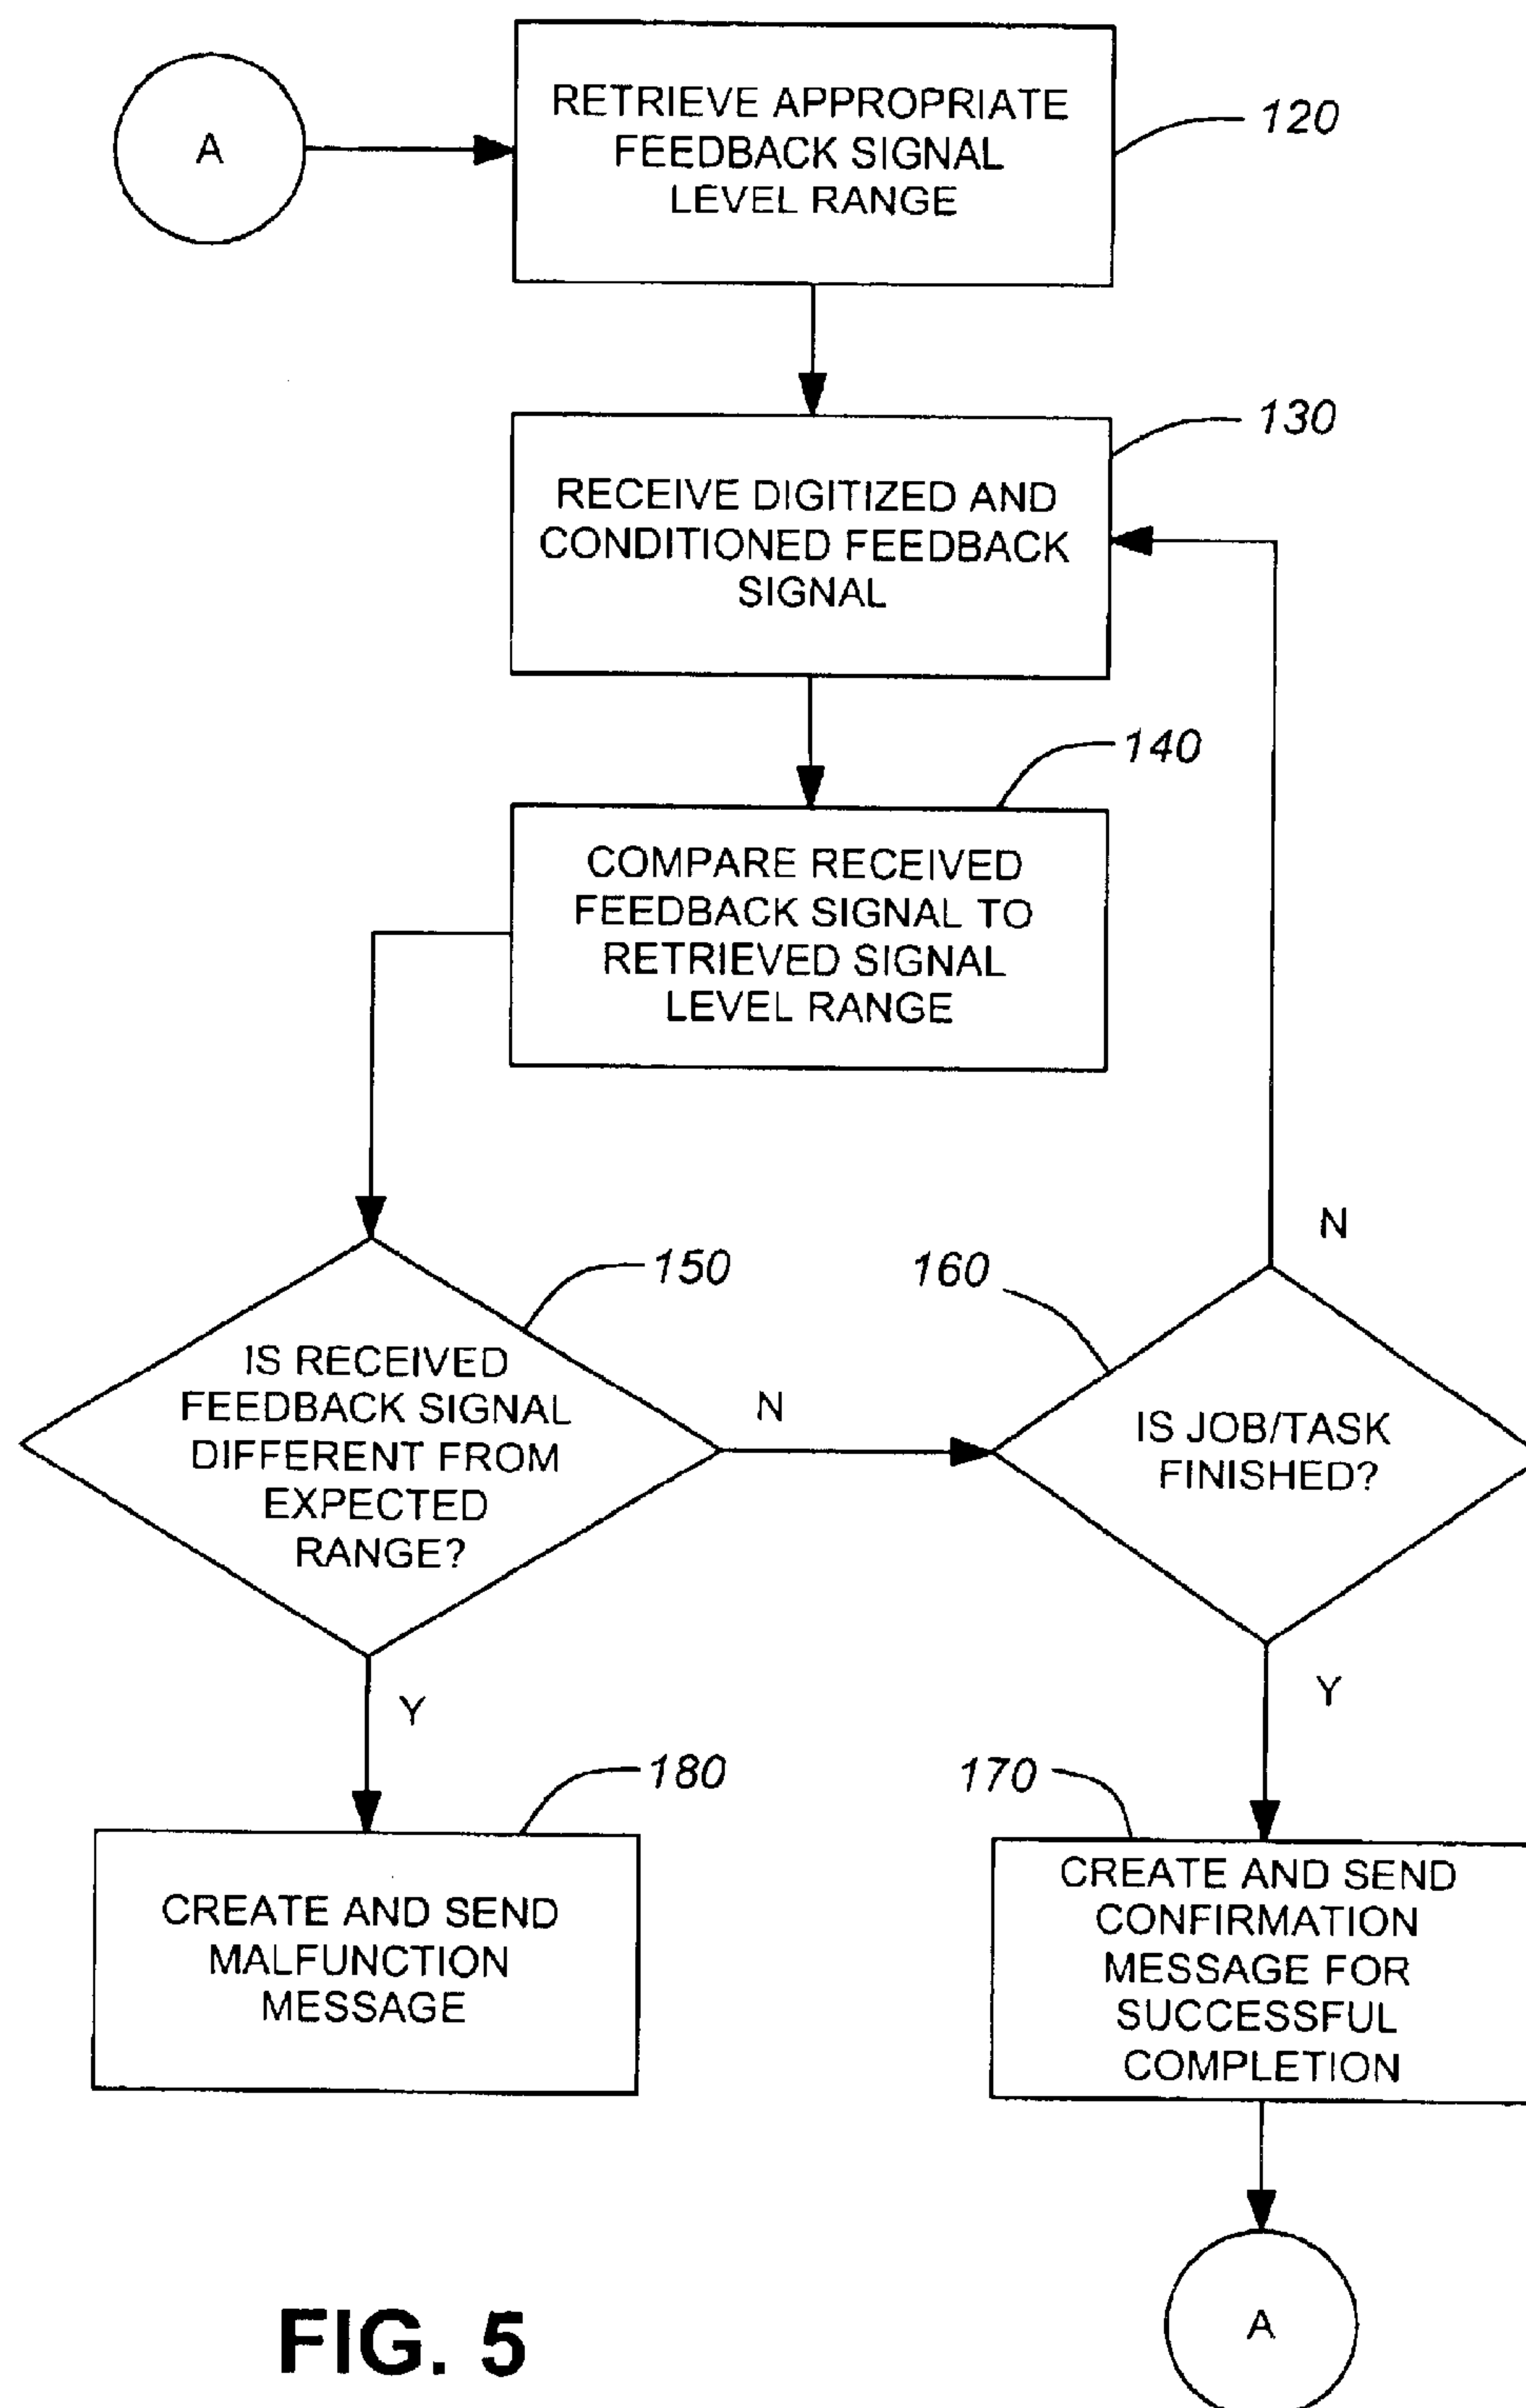 A
RETRIEVE APPROPRIATE
FEEDBACK SIGNAL
LEVEL RANGE
120
RECEIVE DIGITIZED AND
CONDITIONED FEEDBACK
SIGNAL
130
COMPARE RECEIVED
FEEDBACK SIGNAL TO
RETRIEVED SIGNAL
LEVEL RANGE
140
IS RECEIVED
FEEDBACK SIGNAL
DIFFERENT FROM
EXPECTED
RANGE?
150
N
Y
160
IS JOB/TASK
FINISHED?
N
Y
180
CREATE AND SEND
MALFUNCTION
MESSAGE
170
CREATE AND SEND
CONFIRMATION
MESSAGE FOR
SUCCESSFUL
COMPLETION
A
FIG. 5